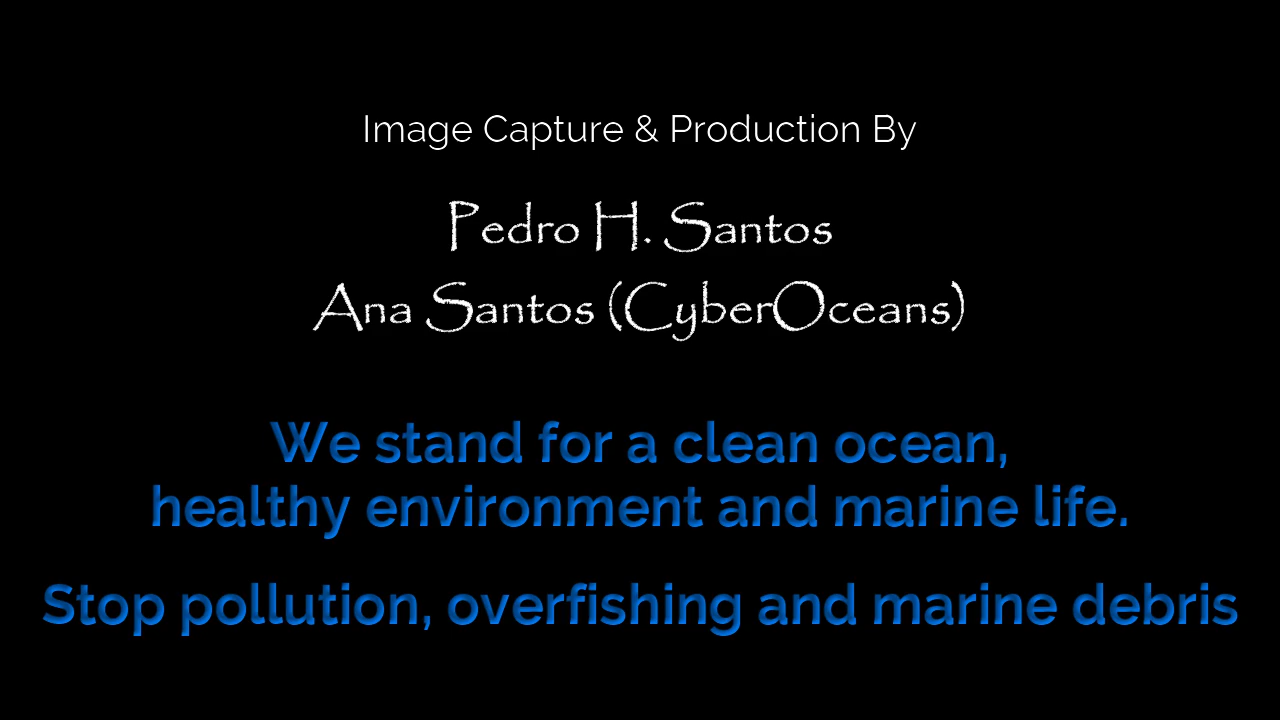 Image Capture & Production By
Pedro H. Santos
Ana Santos (CyberOceans)
We stand for a clean ocean,
healthy environment and marine life.
Stop pollution, overfishing and marine debris